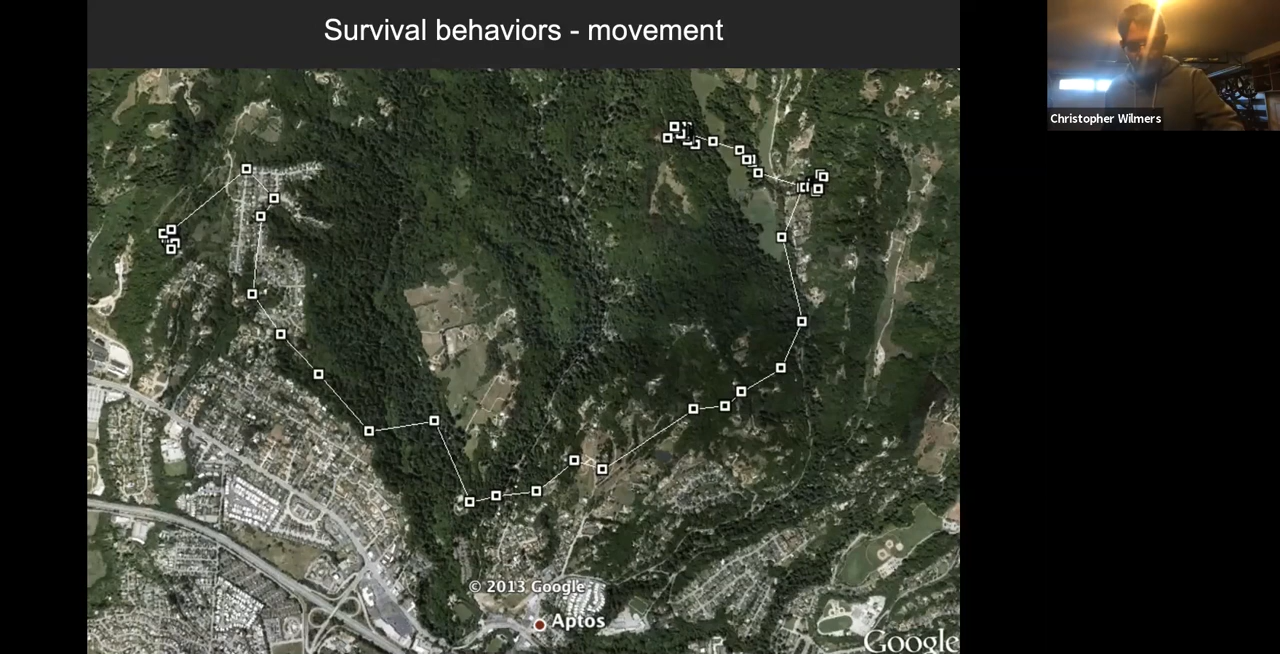 Survival behaviors - movement
Christopher Wilmers
© 2013 Google
Aptos
Google